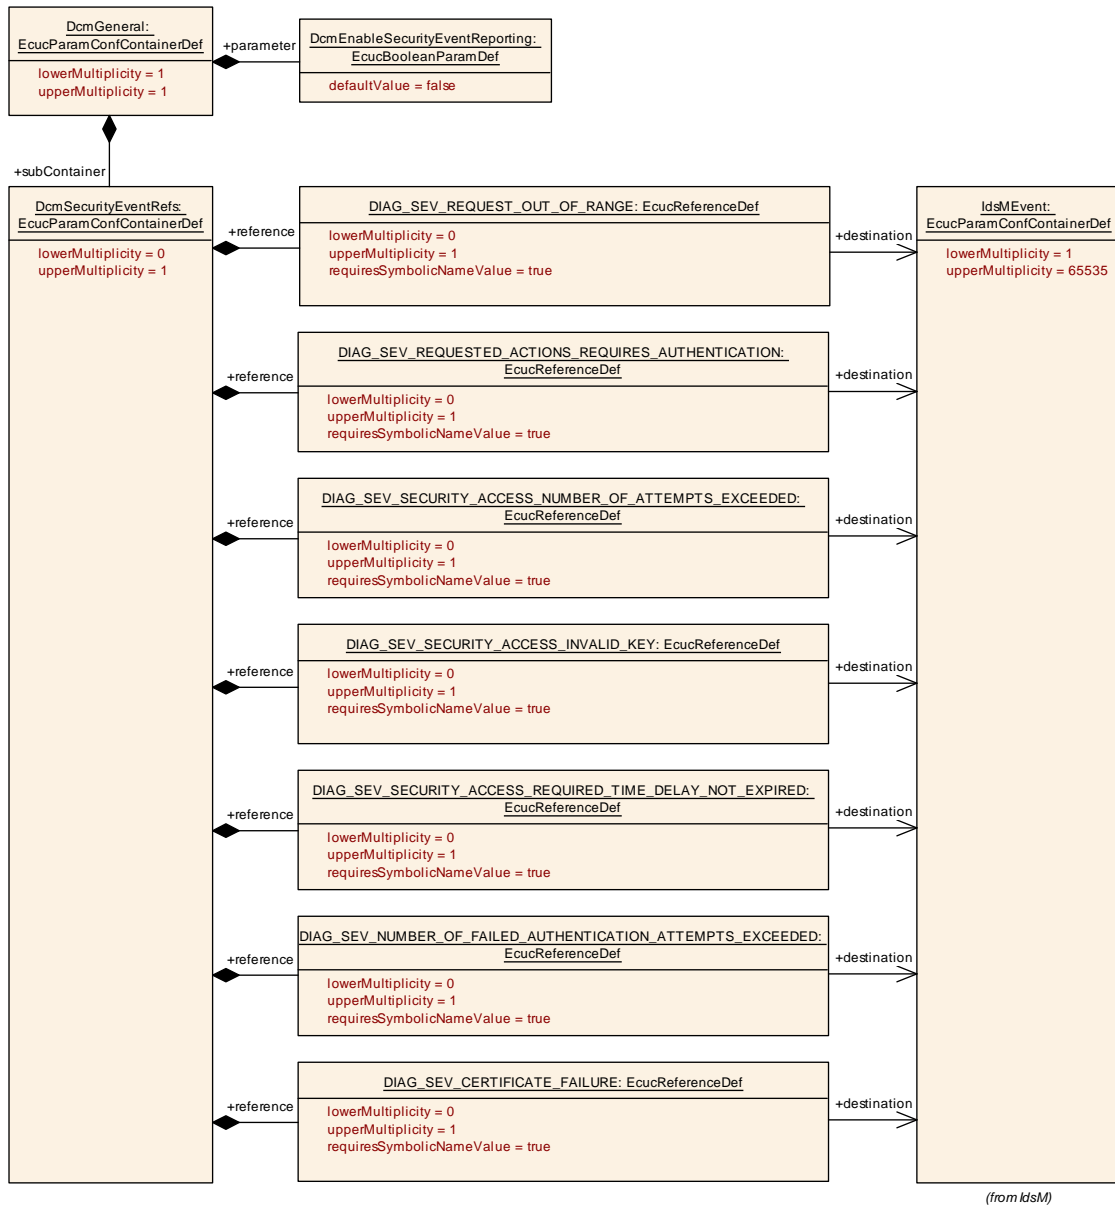 DcmGeneral:
EcucParamConfContainerDef
lowerMultiplicity = 1
upperMultiplicity = 1
+parameter
DcmEnableSecurityEventReporting:
EcucBooleanParamDef
defaultValue = false
+subContainer
DcmSecurityEventRefs:
EcucParamConfContainerDef
lowerMultiplicity = 0
upperMultiplicity = 1
+reference
DIAG_SEV_REQUEST_OUT_OF_RANGE: EcucReferenceDef
lowerMultiplicity = 0
upperMultiplicity = 1
requiresSymbolicNameValue = true
+destination
IdsMEvent:
EcucParamConfContainerDef
lowerMultiplicity = 1
upperMultiplicity = 65535
+reference
DIAG_SEV_REQUESTED_ACTIONS_REQUIRES_AUTHENTICATION:
EcucReferenceDef
lowerMultiplicity = 0
upperMultiplicity = 1
requiresSymbolicNameValue = true
+destination
+reference
DIAG_SEV_SECURITY_ACCESS_NUMBER_OF_ATTEMPTS_EXCEEDED:
EcucReferenceDef
lowerMultiplicity = 0
upperMultiplicity = 1
requiresSymbolicNameValue = true
+destination
+reference
DIAG_SEV_SECURITY_ACCESS_INVALID_KEY: EcucReferenceDef
lowerMultiplicity = 0
upperMultiplicity = 1
requiresSymbolicNameValue = true
+destination
+reference
DIAG_SEV_SECURITY_ACCESS_REQUIRED_TIME_DELAY_NOT_EXPIRED:
EcucReferenceDef
lowerMultiplicity = 0
upperMultiplicity = 1
requiresSymbolicNameValue = true
+destination
+reference
DIAG_SEV_NUMBER_OF_FAILED_AUTHENTICATION_ATTEMPTS_EXCEEDED:
EcucReferenceDef
lowerMultiplicity = 0
upperMultiplicity = 1
requiresSymbolicNameValue = true
+destination
+reference
DIAG_SEV_CERTIFICATE_FAILURE: EcucReferenceDef
lowerMultiplicity = 0
upperMultiplicity = 1
requiresSymbolicNameValue = true
+destination
(from IdsM)